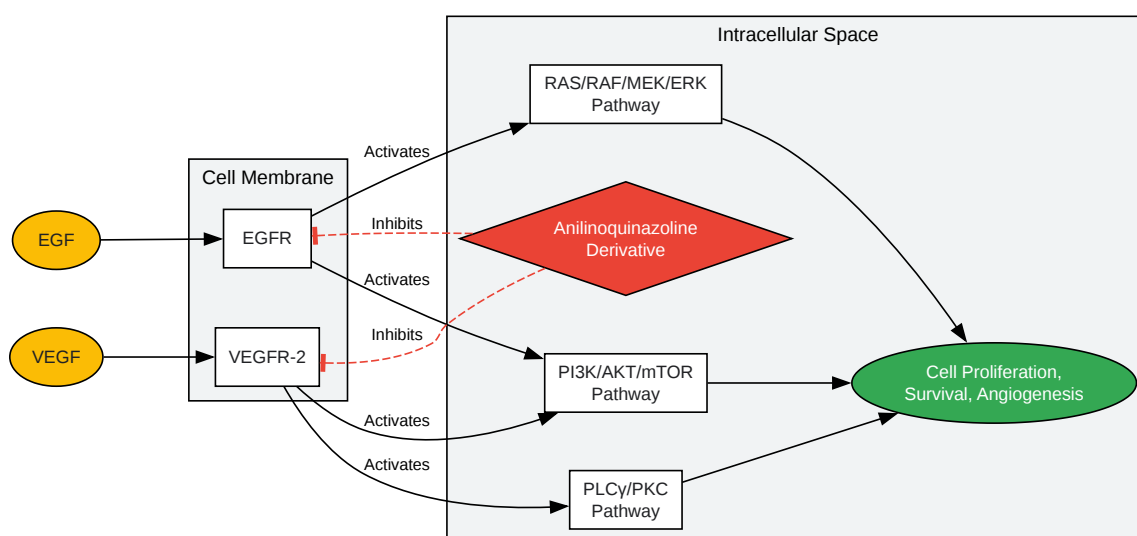 Intracellular Space
RAS/RAF/MEK/ERK
Pathway
Activates
Cell Membrane
EGF
EGFR
Inhibits
Anilinoquinazoline
Derivative
Activates
Inhibits
VEGF
VEGFR-2
PI3K/AKT/mTOR
Pathway
Cell Proliferation,
Survival, Angiogenesis
Activates
Activates
PLCγ/PKC
Pathway